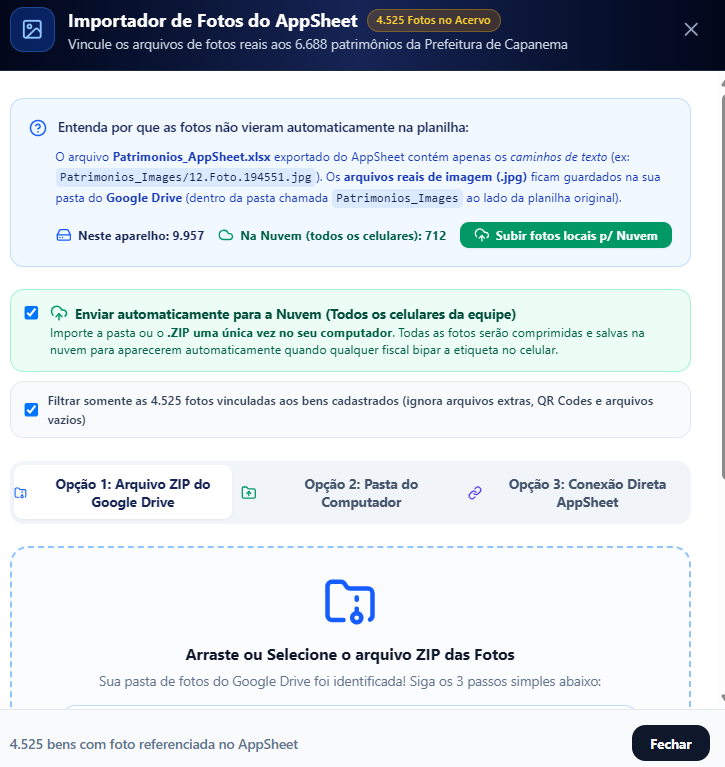 Importador de Fotos do AppSheet 4.525 Fotos no Acervo
Vincule os arquivos de fotos reais aos 6.688 patrimônios da Prefeitura de Capanema
Entenda por que as fotos não vieram automaticamente na planilha:
O arquivo Patrimonios_AppSheet.xlsx exportado do AppSheet contém apenas os caminhos de texto (ex:
Patrimonios_Images/12.Foto.194551.jpg ). Os arquivos reais de imagem (.jpg) ficam guardados na sua
pasta do Google Drive (dentro da pasta chamada Patrimonios_Images ao lado da planilha original).
Neste aparelho: 9.957 Na Nuvem (todos os celulares): 712 Subir fotos locais p/ Nuvem
Enviar automaticamente para a Nuvem (Todos os celulares da equipe)
Importe a pasta ou o .ZIP uma única vez no seu computador. Todas as fotos serão comprimidas e salvas na
nuvem para aparecerem automaticamente quando qualquer fiscal bipar a etiqueta no celular.
Filtrar somente as 4.525 fotos vinculadas aos bens cadastrados (ignora arquivos extras, QR Codes e arquivos
vazios)
Opção 1: Arquivo ZIP do
Google Drive
Opção 2: Pasta do
Computador
Opção 3: Conexão Direta
AppSheet
Arraste ou Selecione o arquivo ZIP das Fotos
Sua pasta de fotos do Google Drive foi identificada! Siga os 3 passos simples abaixo:
4.525 bens com foto referenciada no AppSheet
Fechar